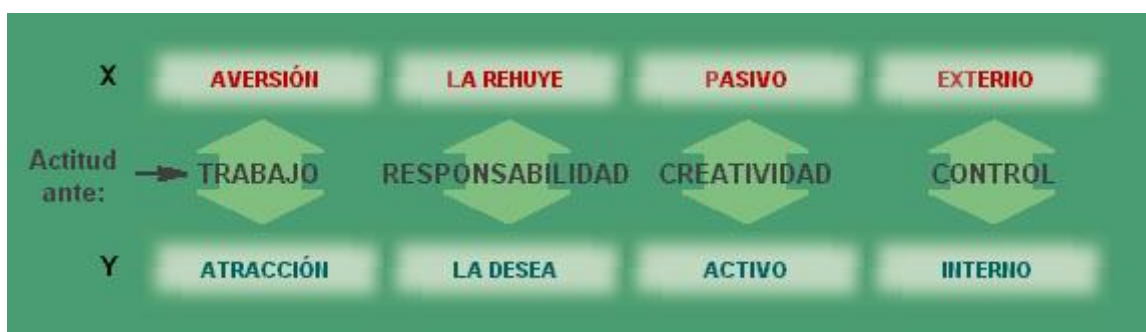 X AVERSIÓN LA REHUYE PASIVO EXTERNO
Actitud
ante: TRABAJO RESPONSABILIDAD CREATIVIDAD CONTROL
Y ATRACCIÓN LA DESEA ACTIVO INTERNO